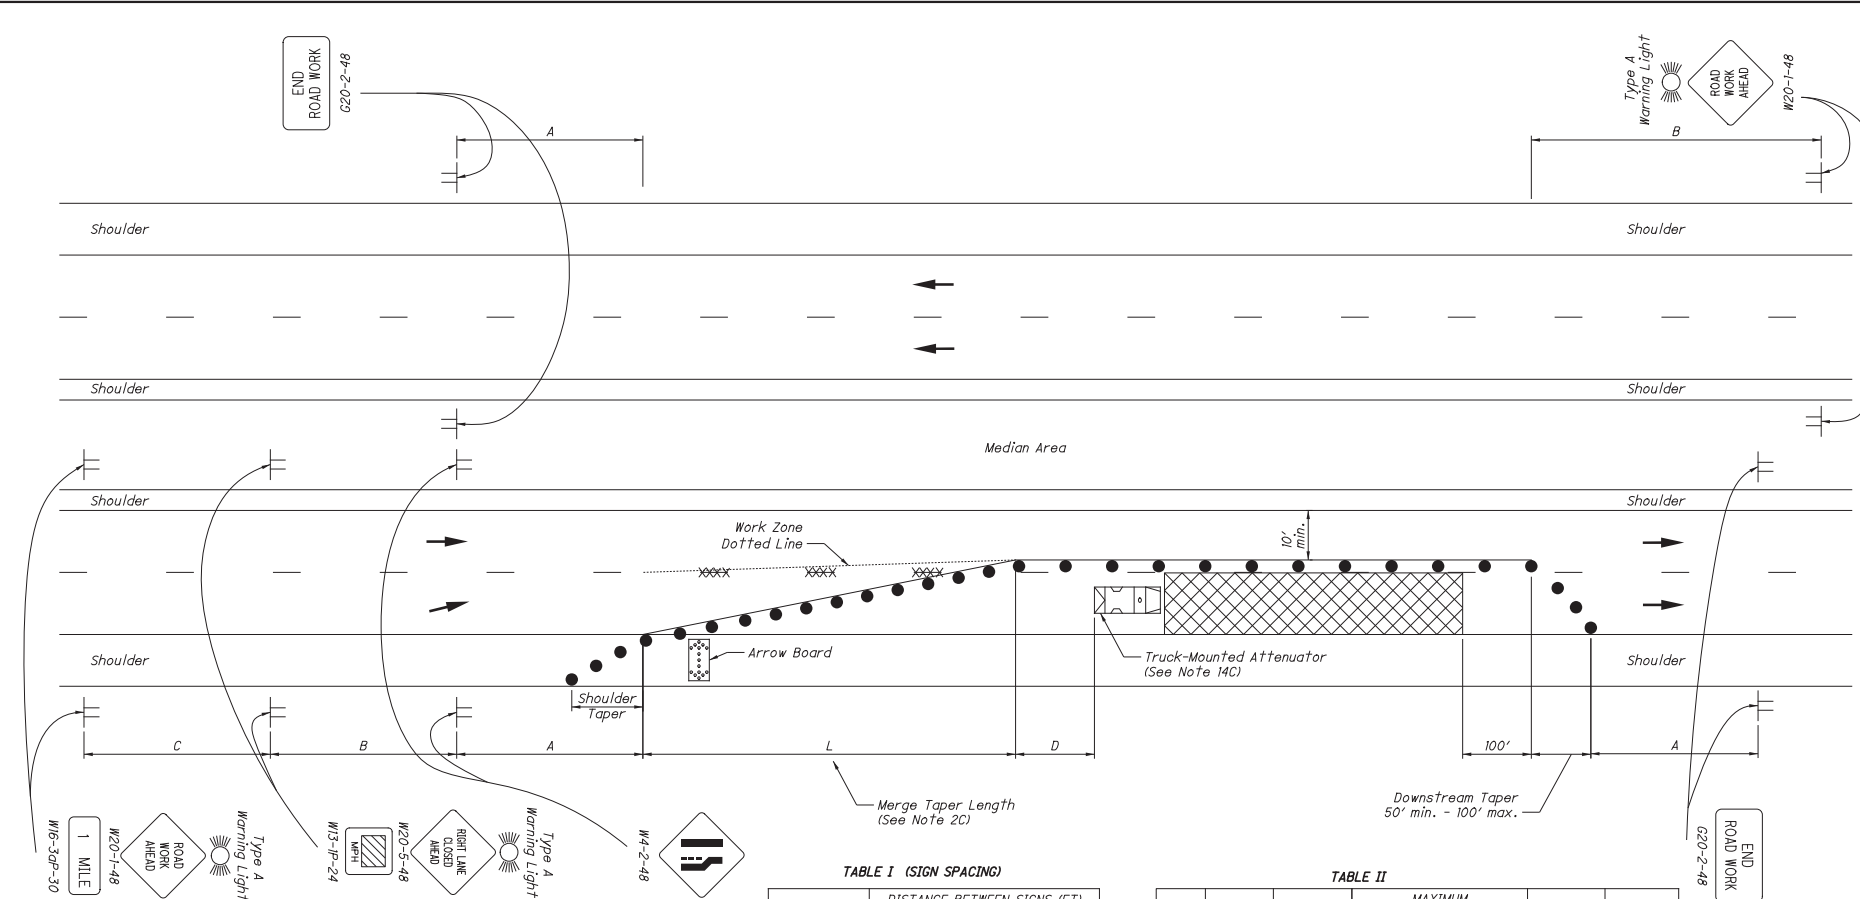 END
ROAD WORK
G20-2-48
A
Type A
Warning Light
ROAD
WORK
AHEAD
W20-1-48
B
Shoulder
Shoulder
Shoulder
Shoulder
Median Area
Shoulder
Shoulder
Work Zone
Dotted Line
10'
min.
Shoulder
Arrow Board
Truck-Mounted Attenuator
(See Note 14C)
Shoulder
Shoulder
Taper
C
B
A
L
D
100'
A
Merge Taper Length
(See Note 2C)
Downstream Taper
50' min. - 100' max.
W16-3aP-30
1 MILE
W20-1-48
ROAD
WORK
AHEAD
Type A
Warning Light
W13-1P-24
MPH
W20-5-48
RIGHT LANE
CLOSED
AHEAD
Type A
Warning Light
W4-2-48
G20-2-48
END
ROAD WORK
TABLE I (SIGN SPACING)
TABLE II
DISTANCE BETWEEN SIGNS (FT)
MAXIMUM